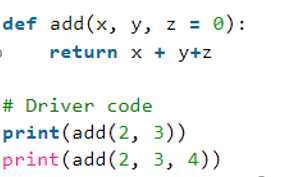 def add(x, y, z = 0):
    return x + y+z

# Driver code
print(add(2, 3))
print(add(2, 3, 4))